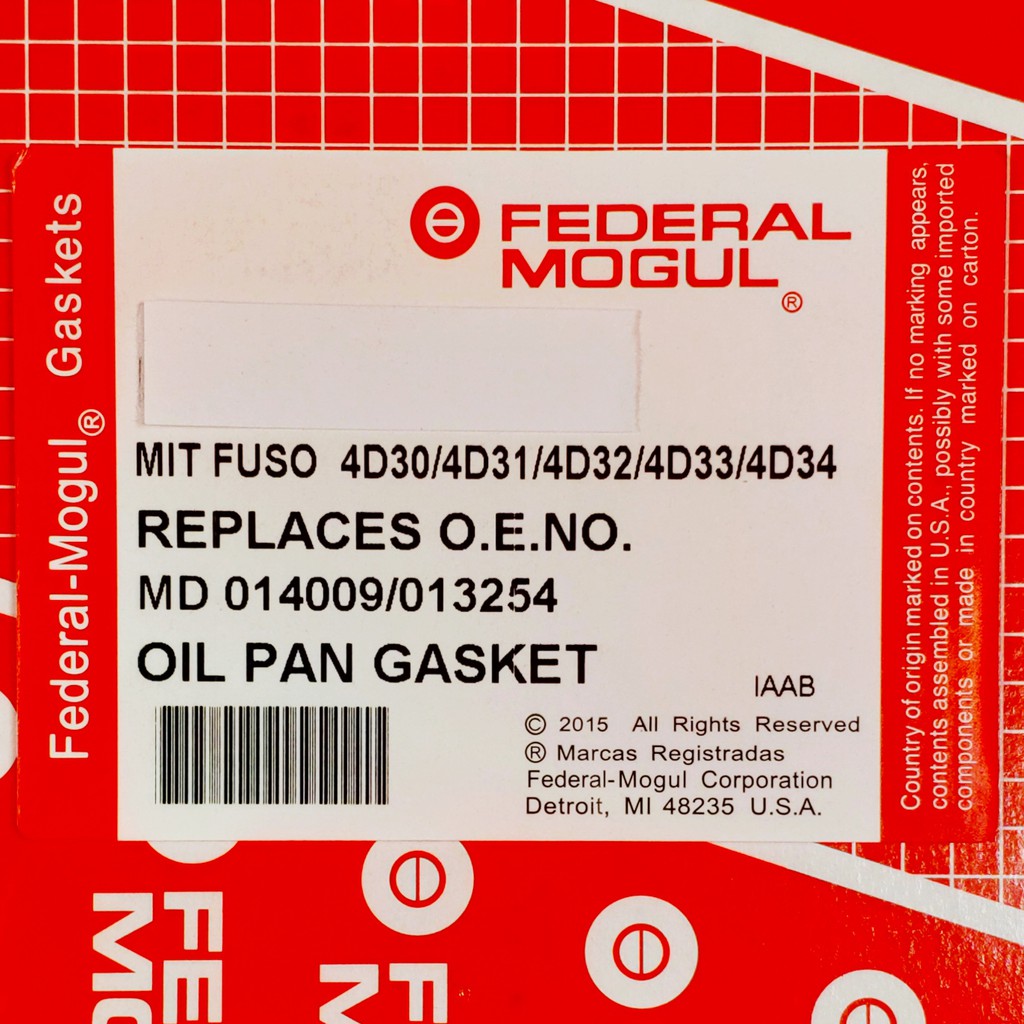 FEDERAL
MOGUL®
Federal-Mogul® Gaskets
MIT FUSO 4D30/4D31/4D32/4D33/4D34
REPLACES O.E.NO.
MD 014009/013254
OIL PAN GASKET
IAAB
© 2015 All Rights Reserved
® Marcas Registradas
Federal-Mogul Corporation
Detroit, MI 48235 U.S.A.
Country of origin marked on contents. If no marking appears,
contents assembled in U.S.A., possibly with some imported
components or made in country marked on carton.
FE
MO
FE
M